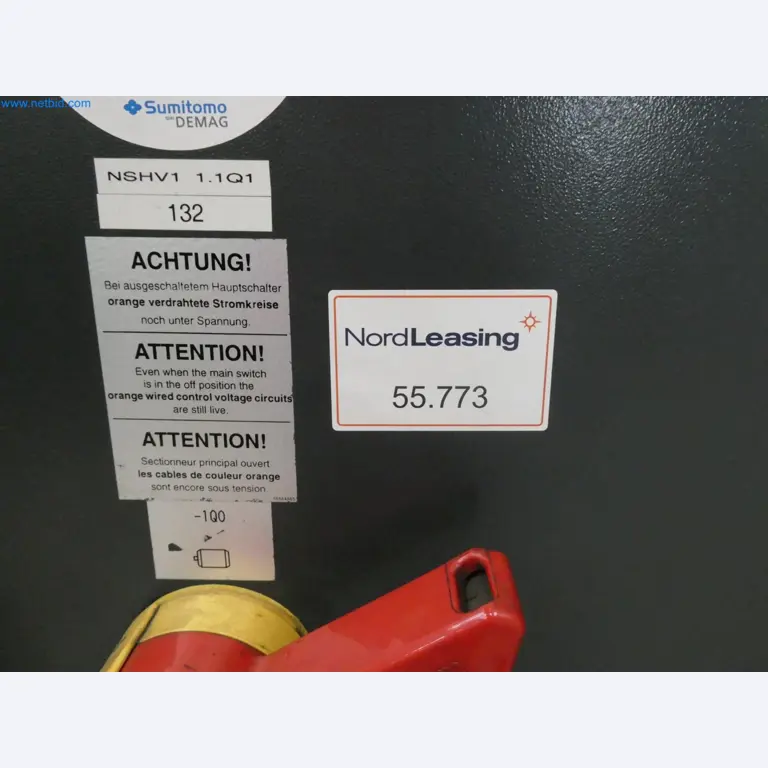 www.netbid.com
Sumitomo
DEMAG
NSHV1 1.1Q1
132
ACHTUNG!
Bei ausgeschaltetem Hauptschalter
orange verdrahtete Stromkreise
noch unter Spannung.
ATTENTION!
Even when the main switch
is in the off position the
orange wired control voltage circuits
are still live.
ATTENTION!
Sectionneur principal ouvert
les cables de couleur orange
sont encore sous tension
-1Q0
NordLeasing
55.773